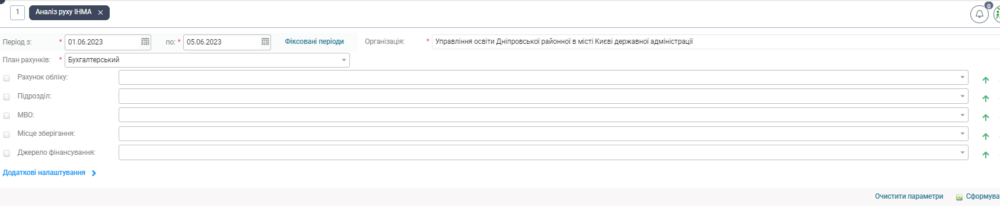 1 Аналіз руху ІНМА ×
0
Період з: * 01.06.2023 по: * 05.06.2023 Фіксовані періоди Організація: * Управління освіти Дніпровської районної в місті Києві державної адміністрації
План рахунків: * Бухгалтерський
Рахунок обліку:
Підрозділ:
МВО:
Місце зберігання:
Джерело фінансування:
Додаткові налаштування
Очистити параметри Сформува